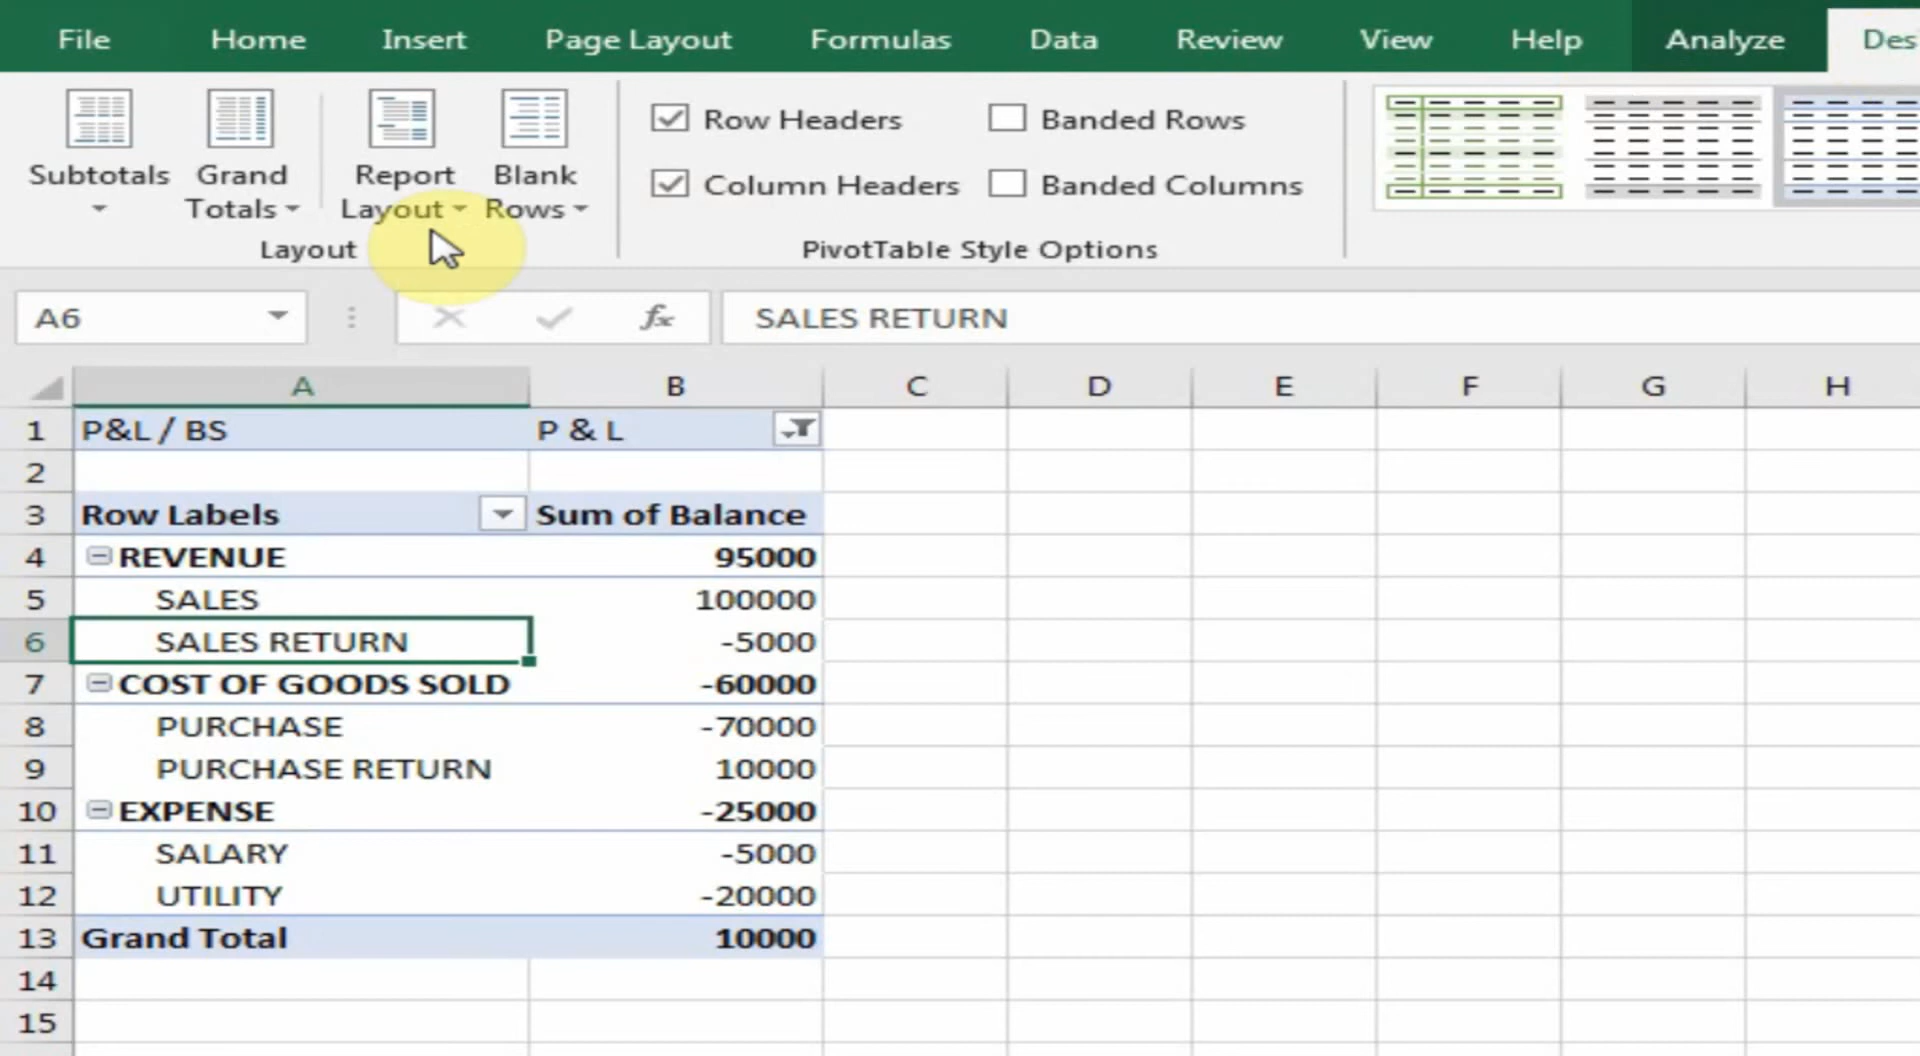 File Home Insert Page Layout Formulas Data Review View Help Analyze Des
Subtotals
Grand Totals
Report Layout
Blank Rows
Layout
Row Headers
Banded Rows
Column Headers
Banded Columns
PivotTable Style Options
A6 fx SALES RETURN
A B C D E F G H
1 P&L / BS P & L
2
3 Row Labels Sum of Balance
4 REVENUE 95000
5 SALES 100000
6 SALES RETURN -5000
7 COST OF GOODS SOLD -60000
8 PURCHASE -70000
9 PURCHASE RETURN 10000
10 EXPENSE -25000
11 SALARY -5000
12 UTILITY -20000
13 Grand Total 10000
14
15